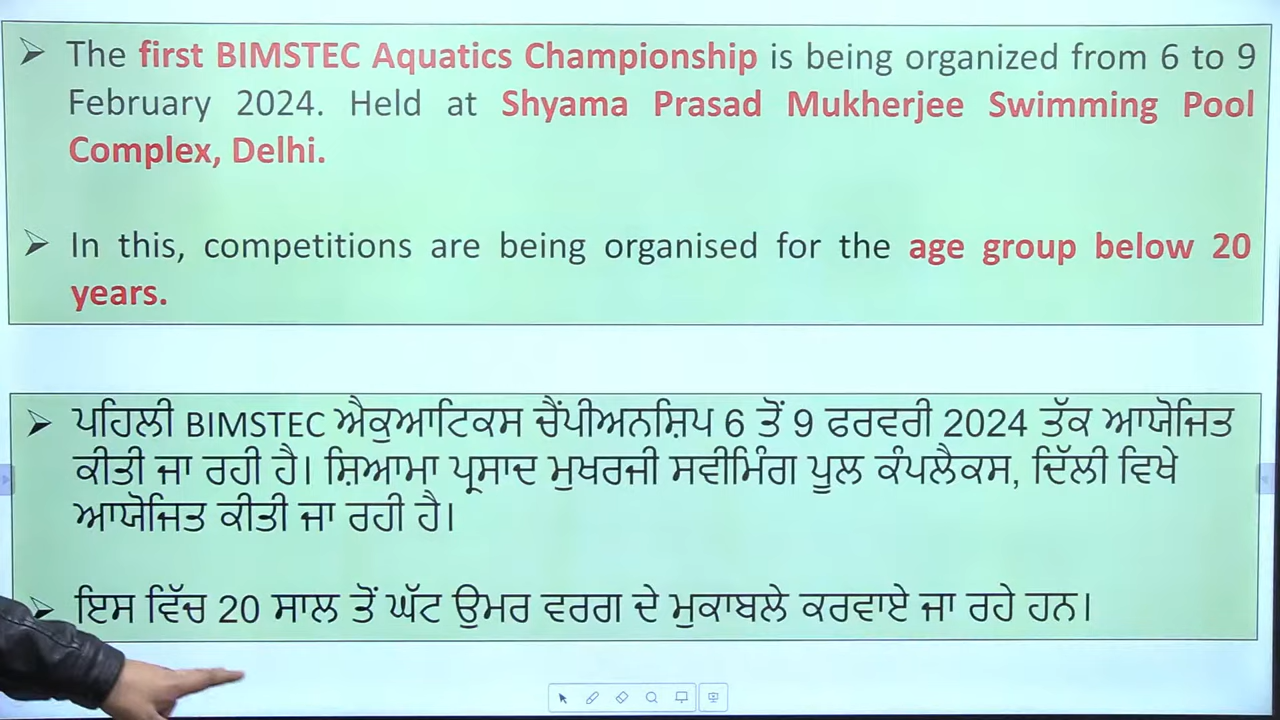 ➢ The first BIMSTEC Aquatics Championship is being organized from 6 to 9
February 2024. Held at Shyama Prasad Mukherjee Swimming Pool
Complex, Delhi.
➢ In this, competitions are being organised for the age group below 20
years.
➢ ਪਹਿਲੀ BIMSTEC ਐਕੁਆਟਿਕਸ ਚੈਂਪੀਅਨਸ਼ਿਪ 6 ਤੋਂ 9 ਫਰਵਰੀ 2024 ਤੱਕ ਆਯੋਜਿਤ
ਕੀਤੀ ਜਾ ਰਹੀ ਹੈ। ਸ਼ਿਆਮਾ ਪ੍ਰਸਾਦ ਮੁਖਰਜੀ ਸਵੀਮਿੰਗ ਪੂਲ ਕੰਪਲੈਕਸ, ਦਿੱਲੀ ਵਿਖੇ
ਆਯੋਜਿਤ ਕੀਤੀ ਜਾ ਰਹੀ ਹੈ।
➢ ਇਸ ਵਿੱਚ 20 ਸਾਲ ਤੋਂ ਘੱਟ ਉਮਰ ਵਰਗ ਦੇ ਮੁਕਾਬਲੇ ਕਰਵਾਏ ਜਾ ਰਹੇ ਹਨ।